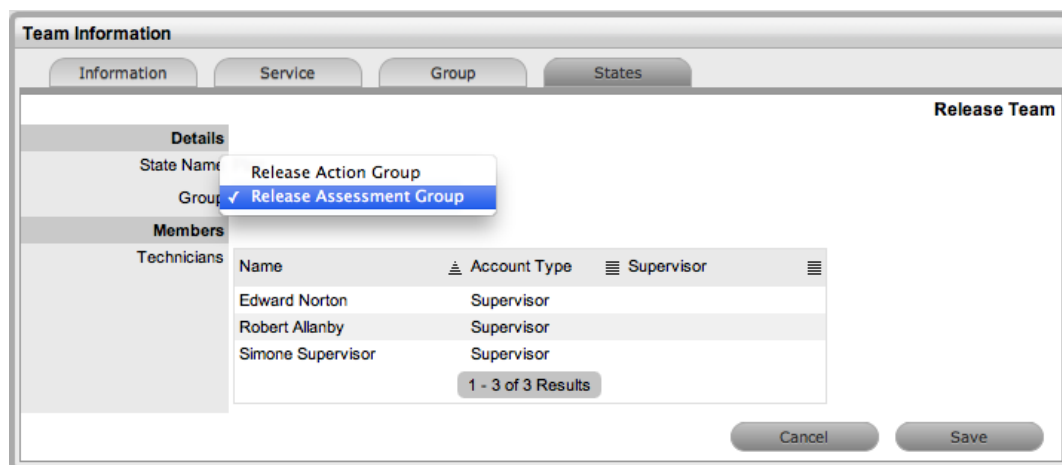 Team Information
Information Service Group States
Release Team
Details
State Name
Release Action Group
Group ✓ Release Assessment Group
Members
Technicians
Name Account Type Supervisor
Edward Norton Supervisor
Robert Allanby Supervisor
Simone Supervisor Supervisor
1 - 3 of 3 Results
Cancel Save